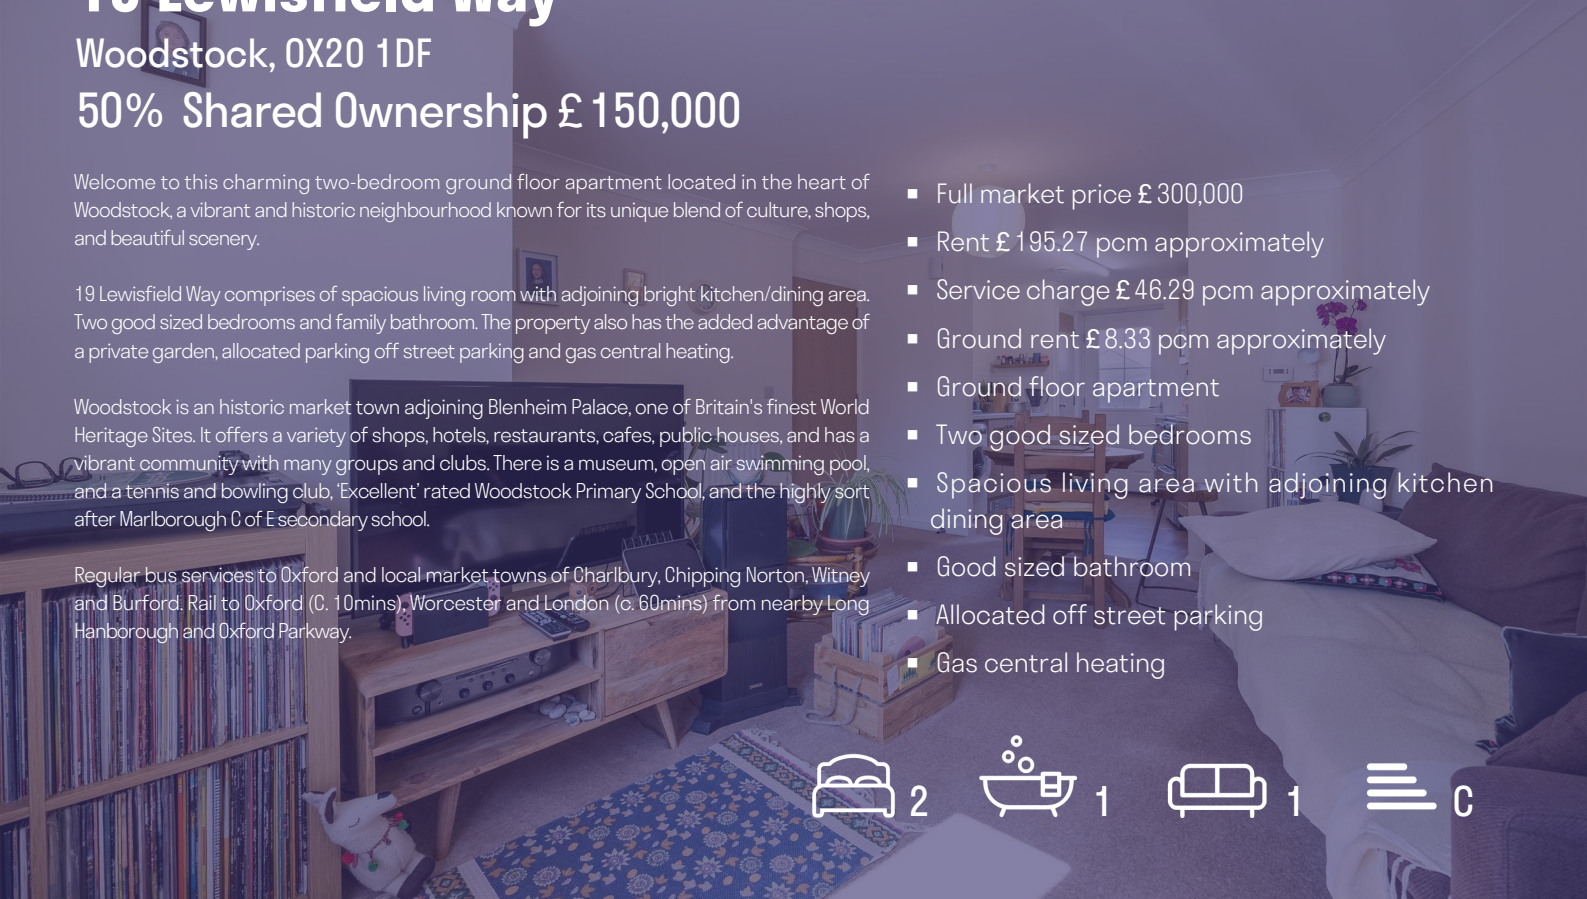 19 Lewisfield Way
Woodstock, OX20 1DF
50% Shared Ownership £150,000
Welcome to this charming two-bedroom ground floor apartment located in the heart of
Woodstock, a vibrant and historic neighbourhood known for its unique blend of culture, shops,
and beautiful scenery.
19 Lewisfield Way comprises of spacious living room with adjoining bright kitchen/dining area.
Two good sized bedrooms and family bathroom. The property also has the added advantage of
a private garden, allocated parking off street parking and gas central heating.
Woodstock is an historic market town adjoining Blenheim Palace, one of Britain's finest World
Heritage Sites. It offers a variety of shops, hotels, restaurants, cafes, public houses, and has a
vibrant community with many groups and clubs. There is a museum, open air swimming pool,
and a tennis and bowling club, ‘Excellent’ rated Woodstock Primary School, and the highly sort
after Marlborough C of E secondary school.
Regular bus services to Oxford and local market towns of Charlbury, Chipping Norton, Witney
and Burford. Rail to Oxford (C. 10mins), Worcester and London (c. 60mins) from nearby Long
Hanborough and Oxford Parkway.
▪ Full market price £300,000
▪ Rent £195.27 pcm approximately
▪ Service charge £46.29 pcm approximately
▪ Ground rent £8.33 pcm approximately
▪ Ground floor apartment
▪ Two good sized bedrooms
▪ Spacious living area with adjoining kitchen
dining area
▪ Good sized bathroom
▪ Allocated off street parking
▪ Gas central heating
2 1 1 C